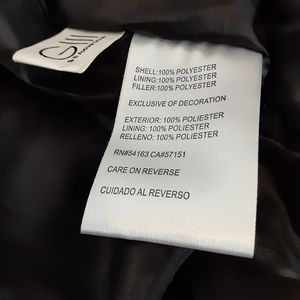 SHELL:100% POLYESTER
LINING:100% POLYESTER
FILLER:100% POLYESTER
EXCLUSIVE OF DECORATION
EXTERIOR: 100% POLIESTER
LINING: 100% POLIESTER
RELLENO: 100% POLIESTER
RN#54163 CA#57151
CARE ON REVERSE
CUIDADO AL REVERSO